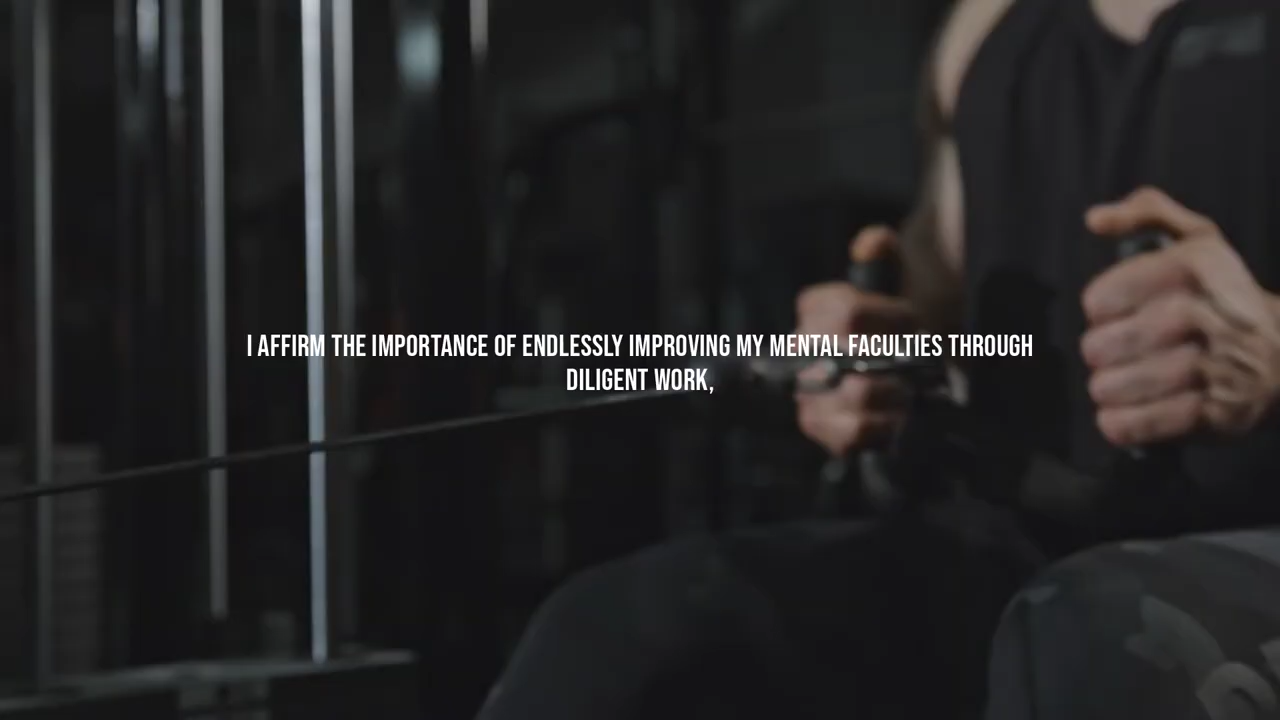 I AFFIRM THE IMPORTANCE OF ENDLESSLY IMPROVING MY MENTAL FACULTIES THROUGH
DILIGENT WORK,